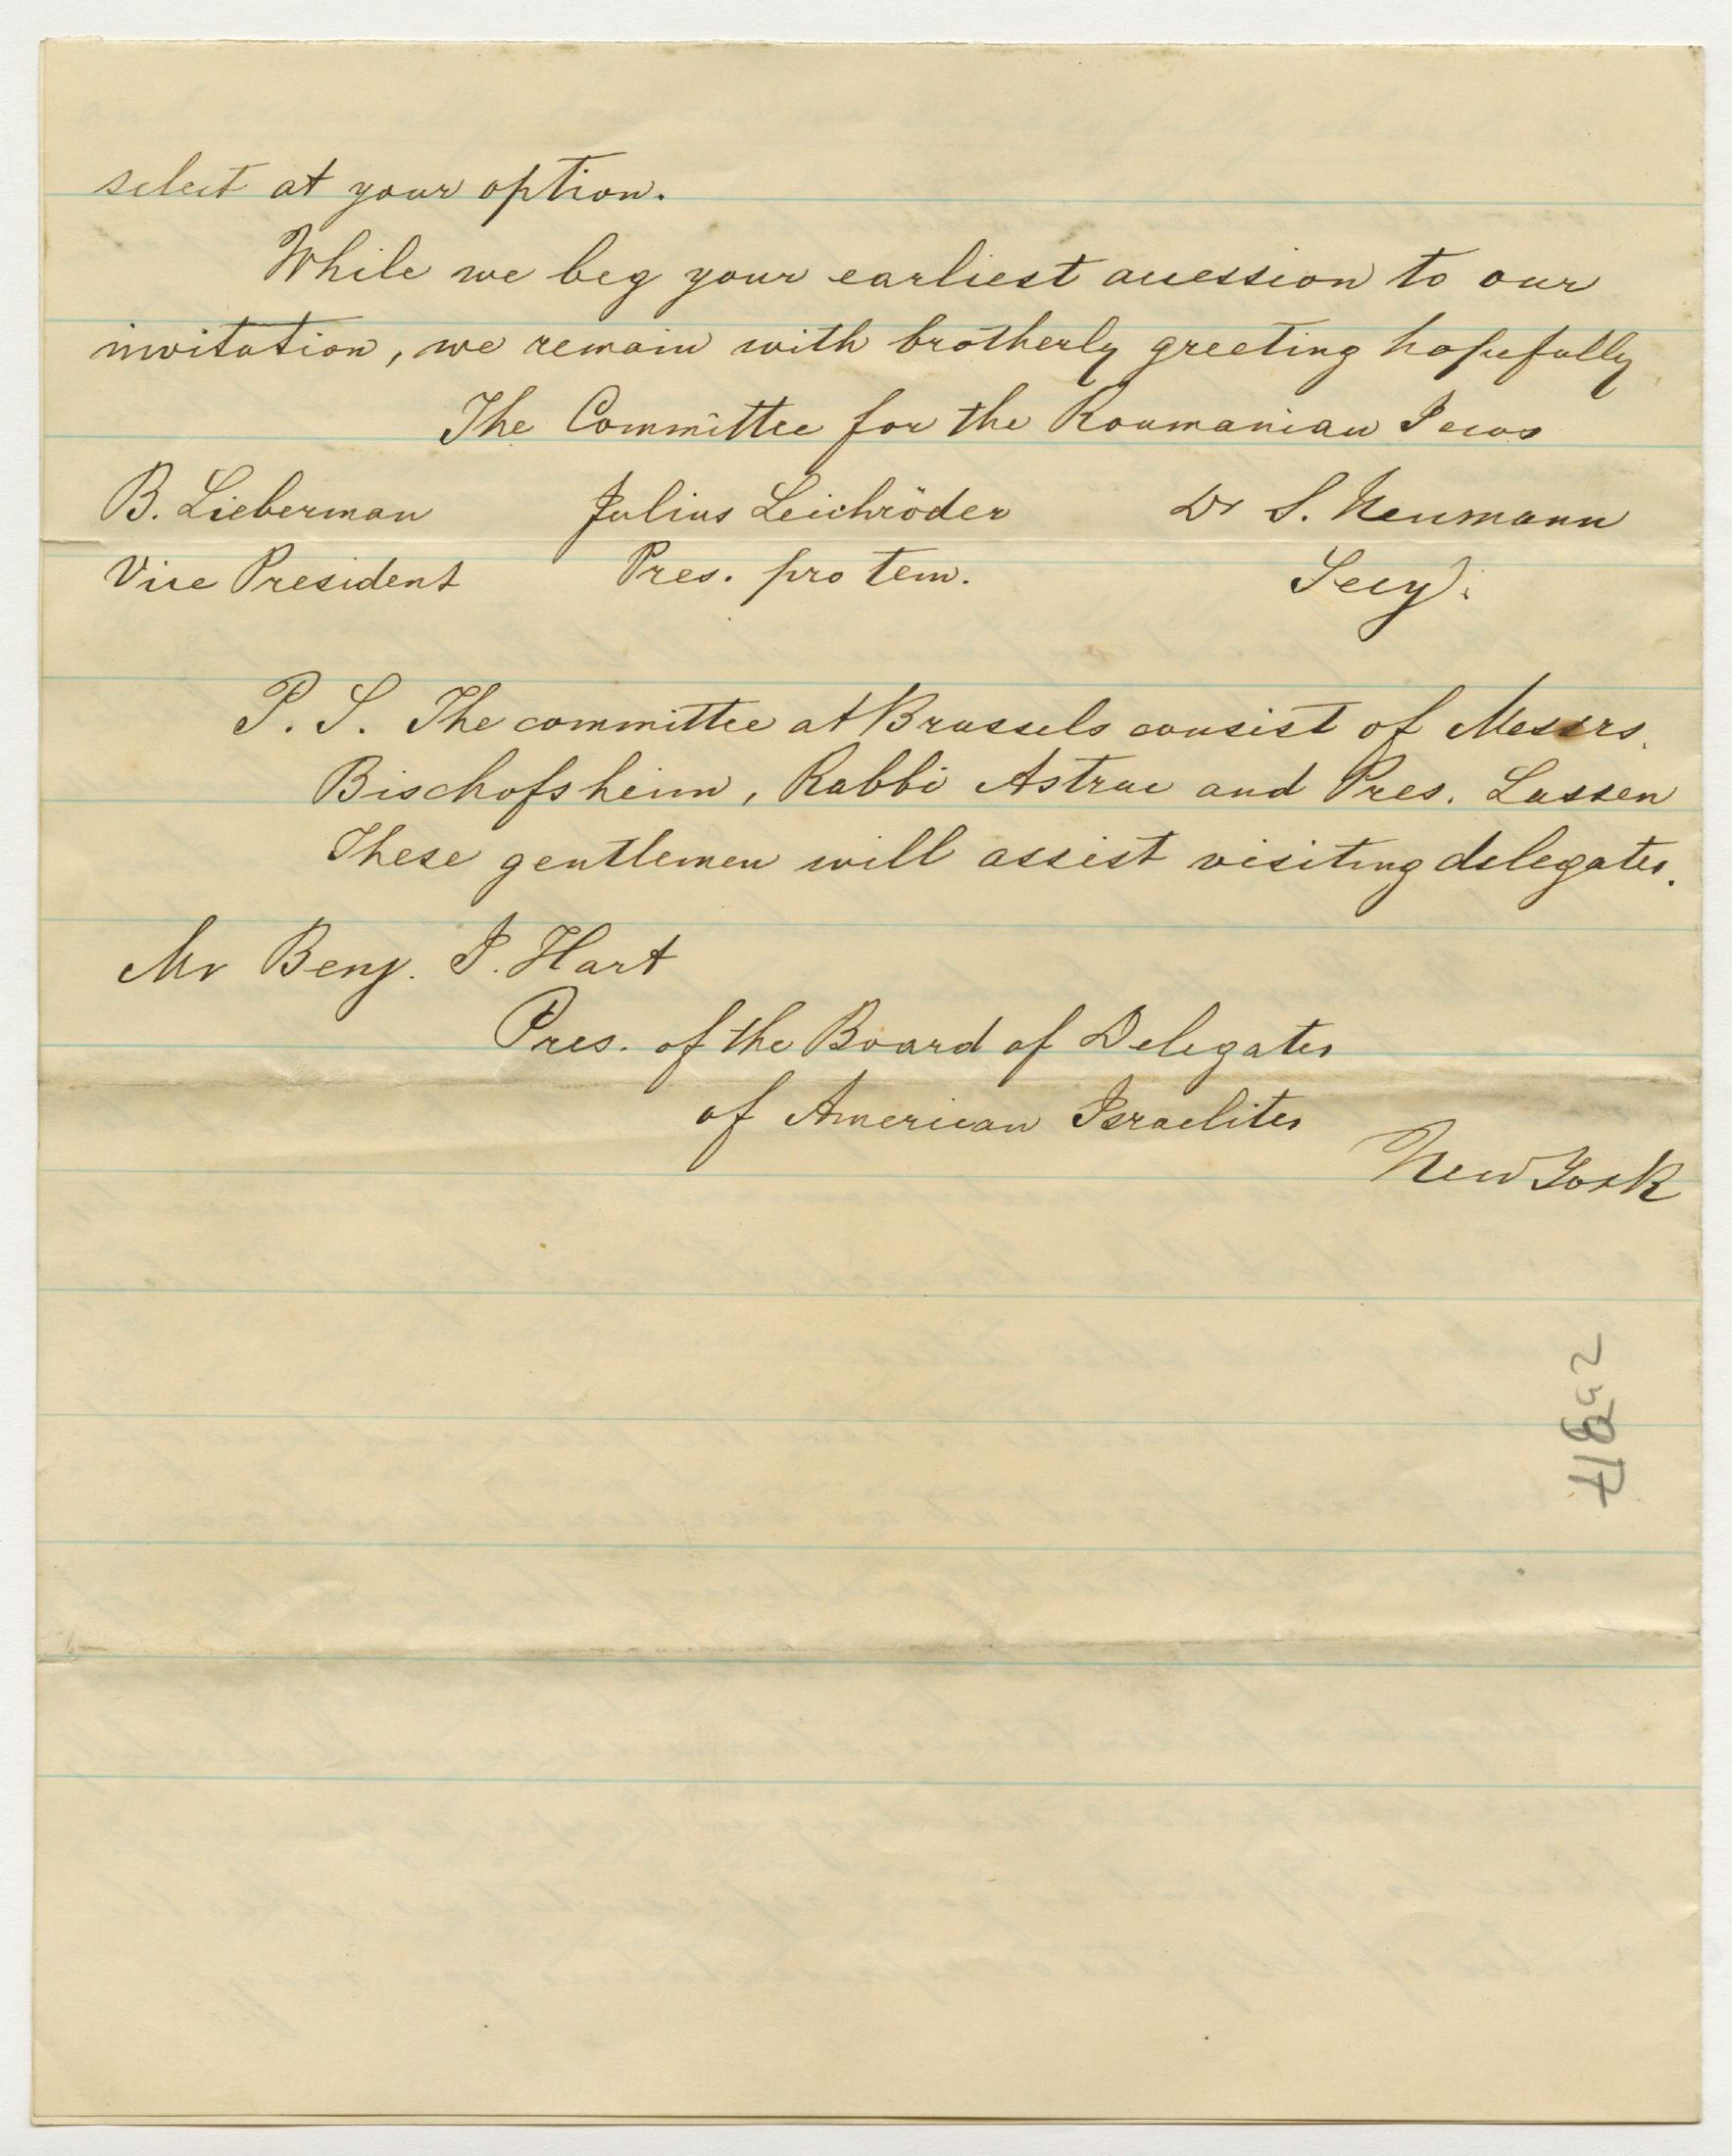 select at your option.
While we beg your earliest accession to our
invitation, we remain with brotherly greeting hopefully
The Committee for the Roumanian Jews
B. Lieberman Julius Leichröder Dr S. Neumann
Vice President Pres. pro tem. Secy.
P. S. The committee at Brussels consist of Messrs.
Bischofsheim, Rabbi Astruc and Pres. Lassen
These gentlemen will assist visiting delegates.
Mr Benj. I. Hart
Pres. of the Board of Delegates
of American Israelites
New York